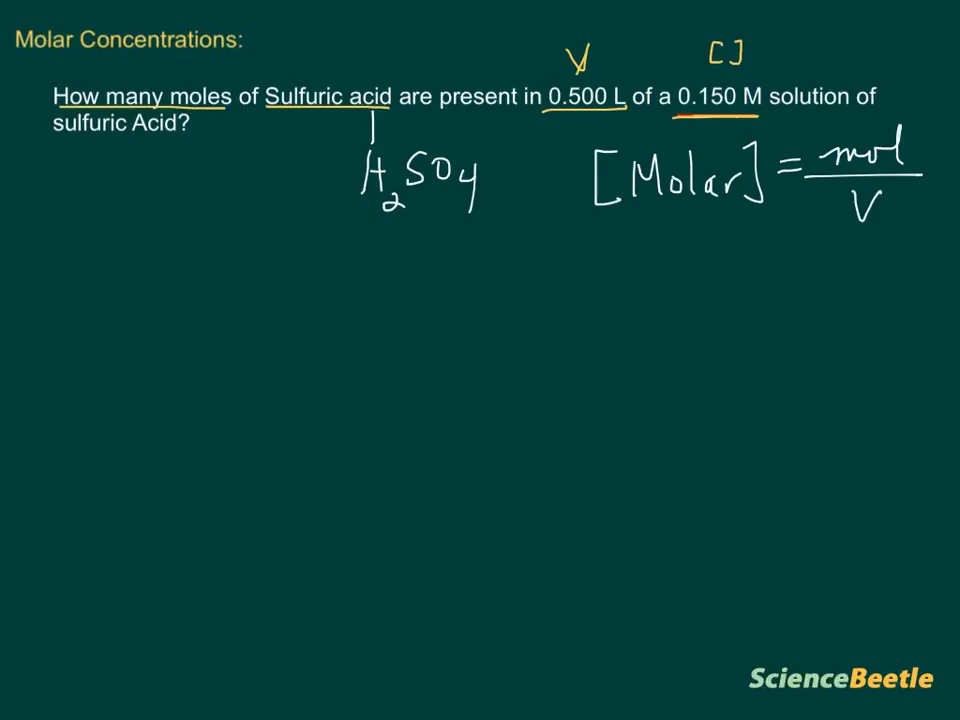 Molar Concentrations:
V []
How many moles of Sulfuric acid are present in 0.500 L of a 0.150 M solution of
sulfuric Acid?
H2SO4 [Molar] = mol
V
ScienceBeetle